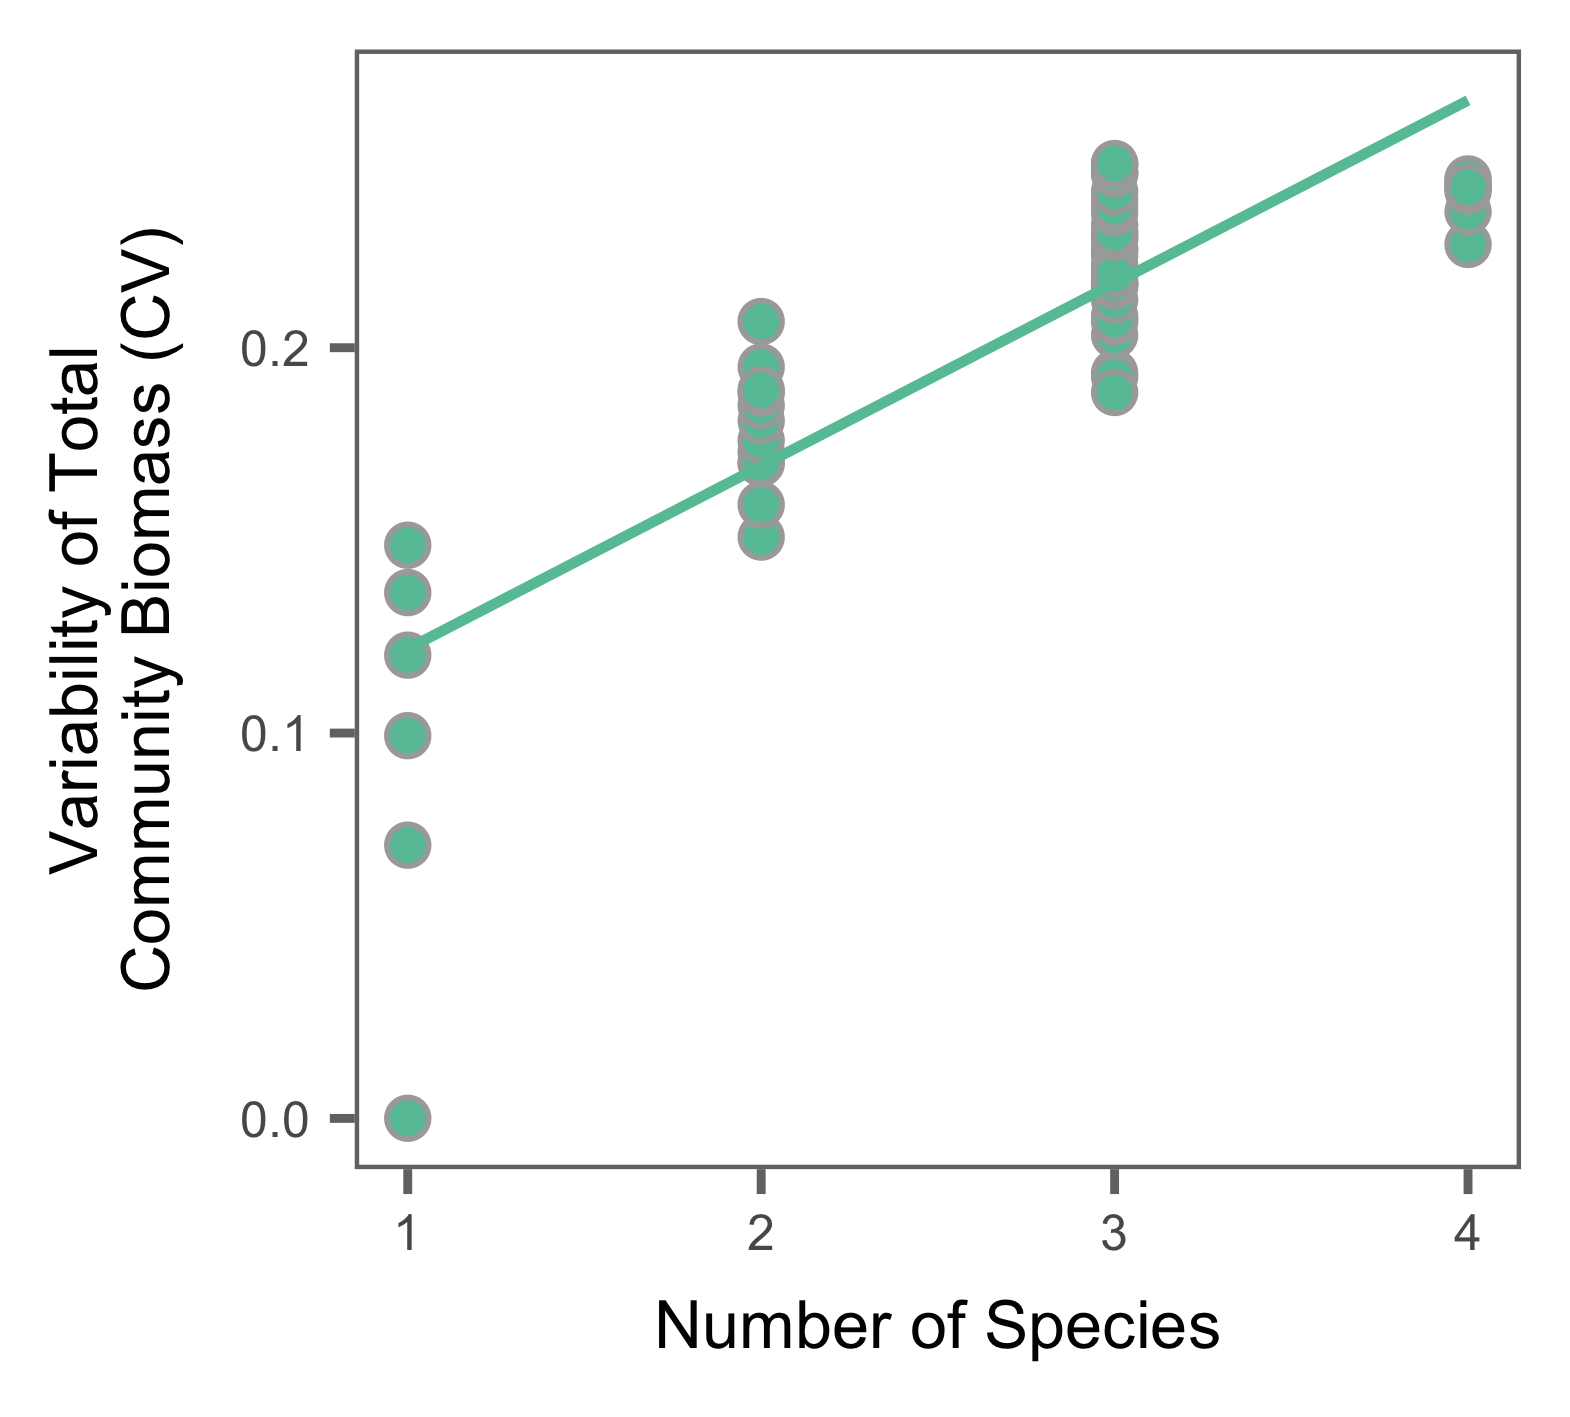 Variability of Total
Community Biomass (CV)
0.2
0.1
0.0
1
2
3
4
Number of Species